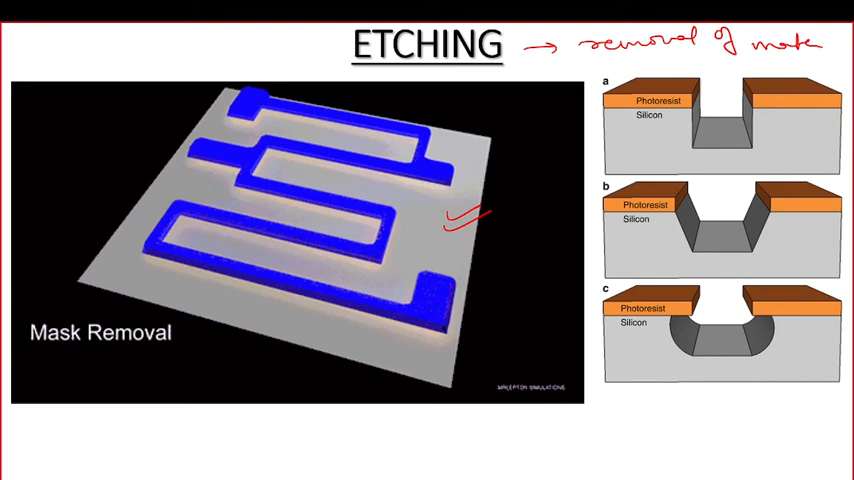 ETCHING → removal of mate
a
Photoresist
Silicon
b
Photoresist
Silicon
c
Photoresist
Silicon
Mask Removal